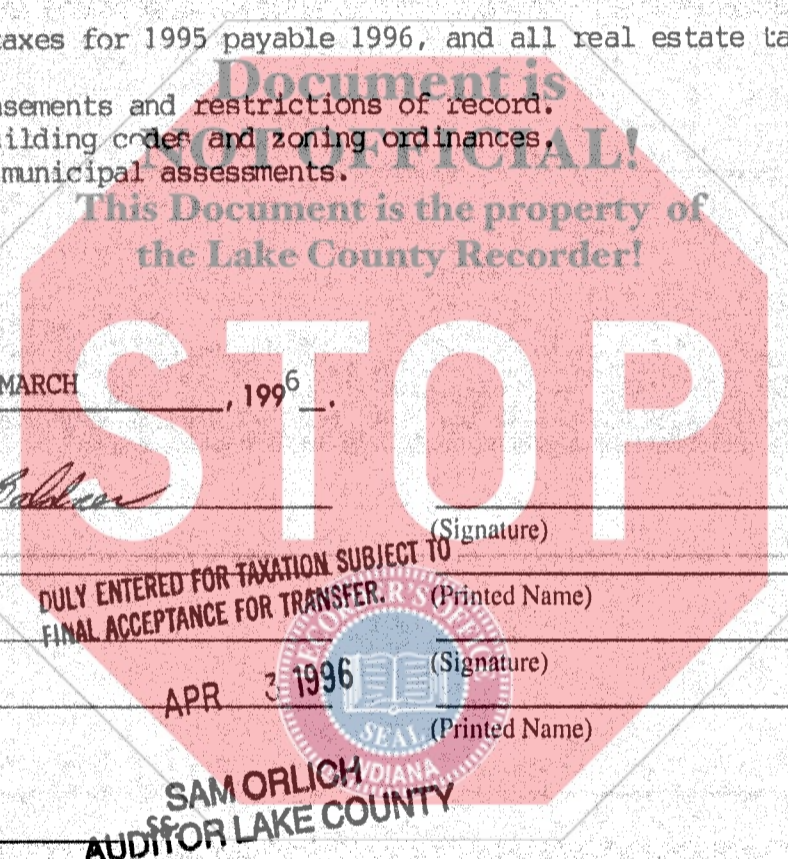 taxes for 1995 payable 1996, and all real estate ta
Document is
asements and restrictions of record.
ilding codes and zoning ordinances.
NOT OFFICIAL!
municipal assessments.
This Document is the property of
the Lake County Recorder!
STOP
MARCH , 1996.
(Signature)
DULY ENTERED FOR TAXATION SUBJECT TO
FINAL ACCEPTANCE FOR TRANSFER.
(Printed Name)
RECORDER'S OFFICE
(Signature)
APR 3 1996
SEAL
(Printed Name)
INDIANA
SAM ORLICH
SS:
AUDITOR LAKE COUNTY